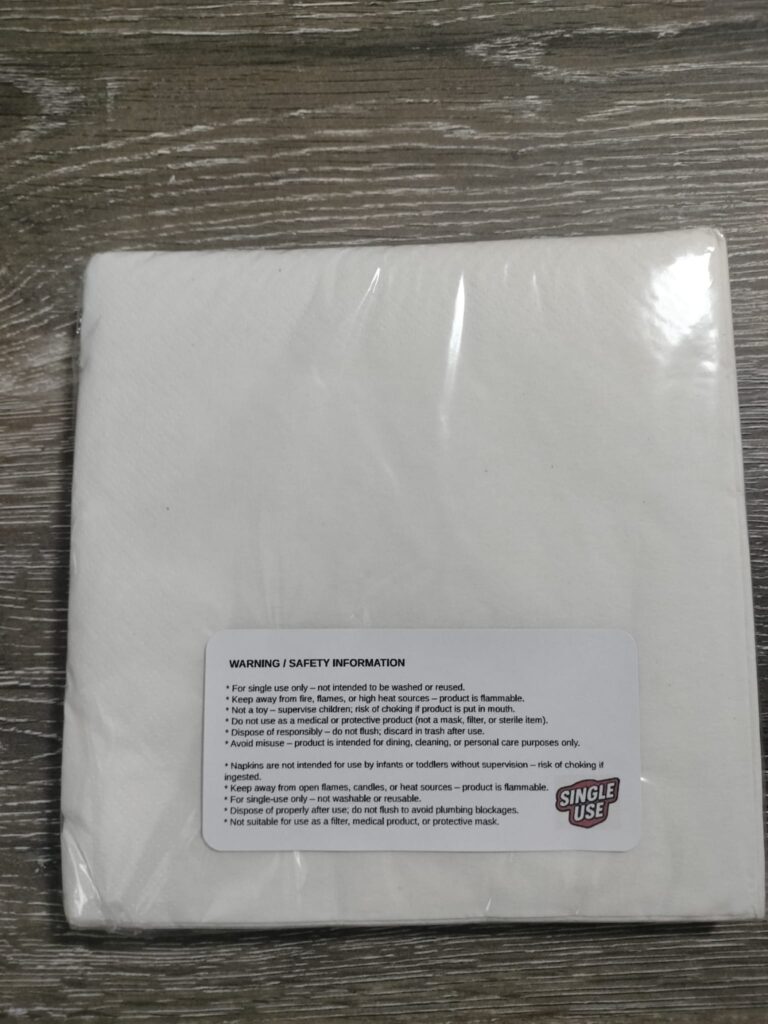 WARNING / SAFETY INFORMATION
* For single use only – not intended to be washed or reused.
* Keep away from fire, flames, or high heat sources – product is flammable.
* Not a toy – supervise children; risk of choking if product is put in mouth.
* Do not use as a medical or protective product (not a mask, filter, or sterile item).
* Dispose of responsibly – do not flush; discard in trash after use.
* Avoid misuse – product is intended for dining, cleaning, or personal care purposes only.
* Napkins are not intended for use by infants or toddlers without supervision – risk of choking if
ingested.
* Keep away from open flames, candles, or heat sources – product is flammable.
* For single-use only – not washable or reusable.
* Dispose of properly after use; do not flush to avoid plumbing blockages.
* Not suitable for use as a filter, medical product, or protective mask.
SINGLE
USE